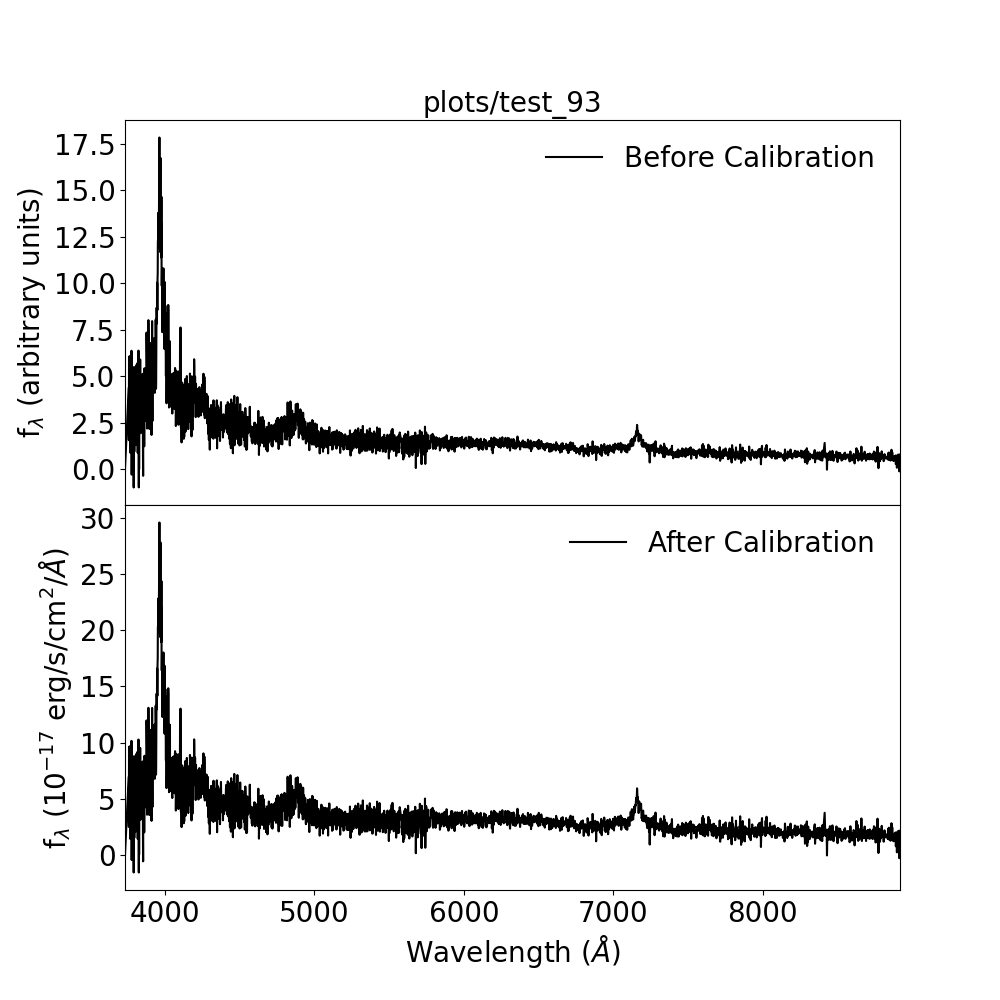 plots/test_93
Before Calibration
17.5
15.0
12.5
10.0
7.5
5.0
2.5
0.0
f_λ (arbitrary units)
After Calibration
30
25
20
15
10
5
0
f_λ (10⁻¹⁷ erg/s/cm²/Å)
4000 5000 6000 7000 8000
Wavelength (Å)